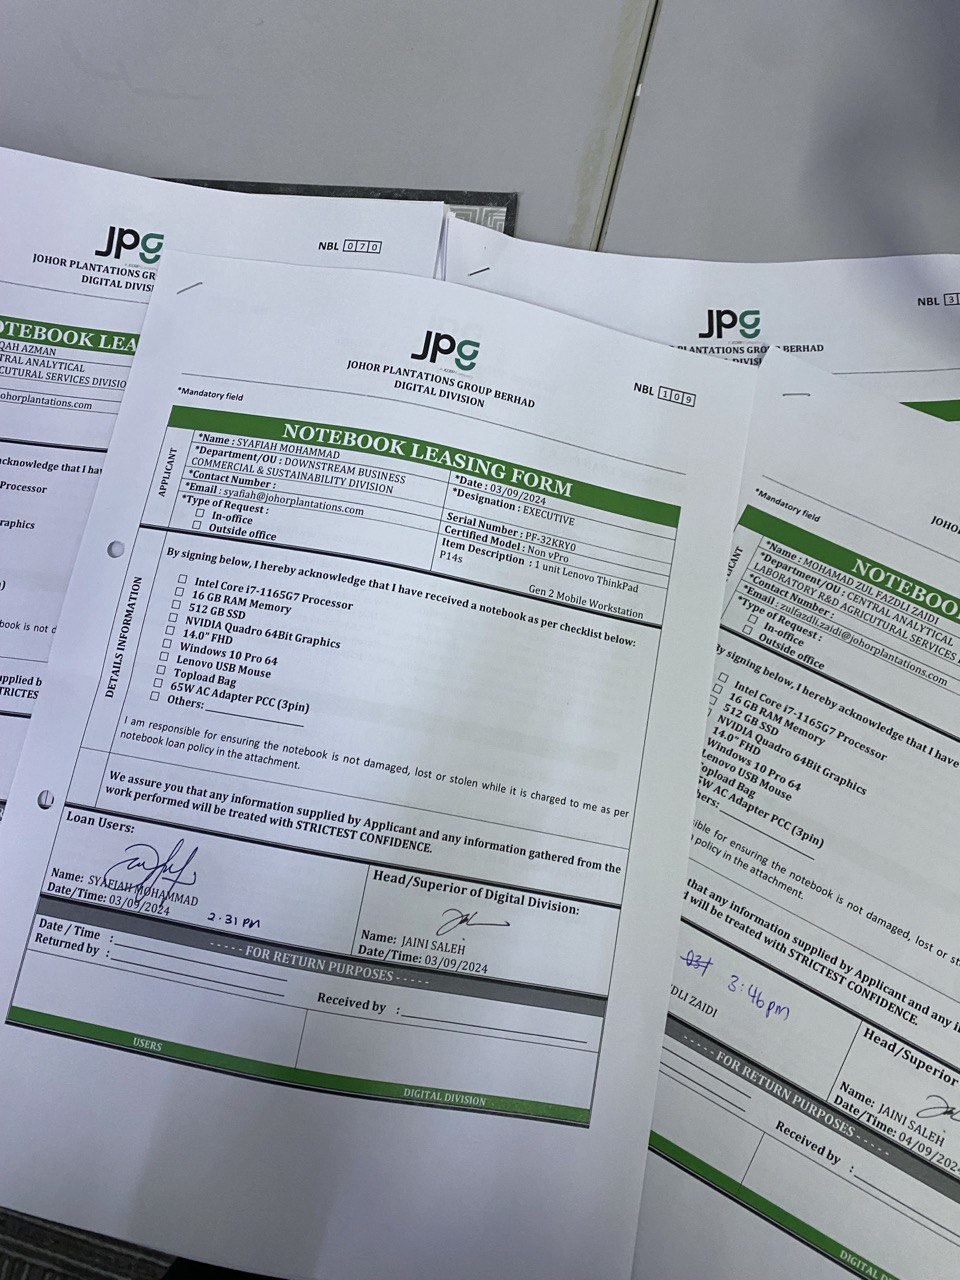 JPG
JOHOR PLANTATIONS GR
DIGITAL DIVIS
NBL 070
NOTEBOOK LEA
QAH AZMAN
TRAL ANALYTICAL
ICUTURAL SERVICES DIVISIO
ohorplantations.com
cknowledge that I ha
Processor
raphics
ook is not d
upplied b
TRICTES
JPG
JOHOR PLANTATIONS GROUP BERHAD
DIGITAL DIVISION
NBL 109
*Mandatory field
NOTEBOOK LEASING FORM
APPLICANT
*Name : SYAFIAH MOHAMMAD
*Department/OU : DOWNSTREAM BUSINESS
COMMERCIAL & SUSTAINABILITY DIVISION
*Contact Number :
*Email : syafiah@johorplantations.com
*Type of Request :
☐ In-office
☐ Outside office
*Date : 03/09/2024
*Designation : EXECUTIVE
Serial Number : PF-32KRY0
Certified Model : Non vPro
Item Description : 1 unit Lenovo ThinkPad
P14s
Gen 2 Mobile Workstation
DETAILS INFORMATION
By signing below, I hereby acknowledge that I have received a notebook as per checklist below:
☐ Intel Core i7-1165G7 Processor
☐ 16 GB RAM Memory
☐ 512 GB SSD
☐ NVIDIA Quadro 64Bit Graphics
☐ 14.0" FHD
☐ Windows 10 Pro 64
☐ Lenovo USB Mouse
☐ Topload Bag
☐ 65W AC Adapter PCC (3pin)
☐ Others:
I am responsible for ensuring the notebook is not damaged, lost or stolen while it is charged to me as per
notebook loan policy in the attachment.
We assure you that any information supplied by Applicant and any information gathered from the
work performed will be treated with STRICTEST CONFIDENCE.
Loan Users:
Name: SYAFIAH MOHAMMAD
Date/Time: 03/09/2024
2.31 PM
Head/Superior of Digital Division:
Name: JAINI SALEH
Date/Time: 03/09/2024
- - - - - FOR RETURN PURPOSES - - - - -
Date / Time :
Returned by :
Received by :
USERS
DIGITAL DIVISION
JPG
PLANTATIONS GROUP BERHAD
DIVISI
NBL 3
*Mandatory field
JOHO
NOTEBOO
*Name : MOHAMAD ZUL FAZDLI ZAIDI
*Department/OU : CENTRAL ANALYTICAL
LABORATORY R&D AGRICUTURAL SERVICES
*Contact Number :
*Email : zulfazdli.zaidi@johorplantations.com
*Type of Request :
☐ In-office
☐ Outside office
By signing below, I hereby acknowledge that I have
☐ Intel Core i7-1165G7 Processor
☐ 16 GB RAM Memory
512 GB SSD
NVIDIA Quadro 64Bit Graphics
14.0" FHD
Windows 10 Pro 64
Lenovo USB Mouse
Topload Bag
5W AC Adapter PCC (3pin)
hers:
sible for ensuring the notebook is not damaged, lost or st
policy in the attachment.
that any information supplied by Applicant and any i
d will be treated with STRICTEST CONFIDENCE.
3:46pm
DLI ZAIDI
Head/Superior
Name: JAINI SALEH
Date/Time: 04/09/202
- - - - - FOR RETURN PURPOSES - - - - -
Received by :
DIGITAL D